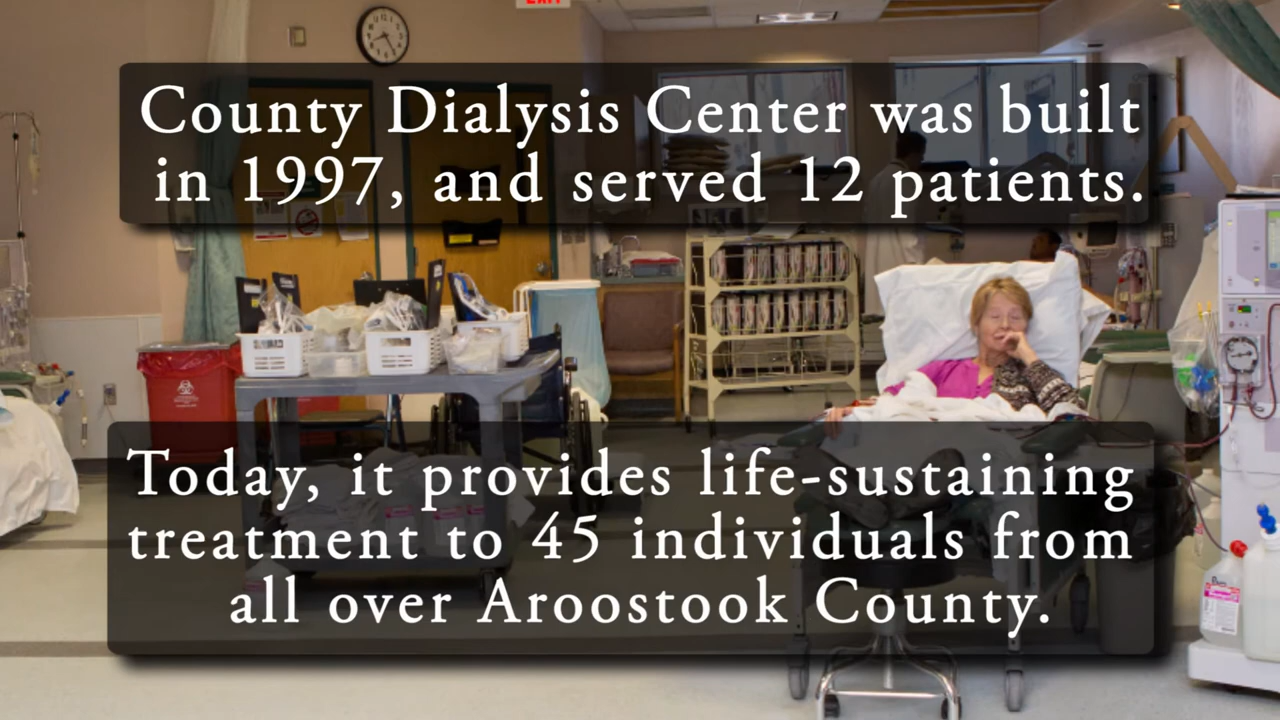 EXIT
County Dialysis Center was built
in 1997, and served 12 patients.
Today, it provides life-sustaining
treatment to 45 individuals from
all over Aroostook County.